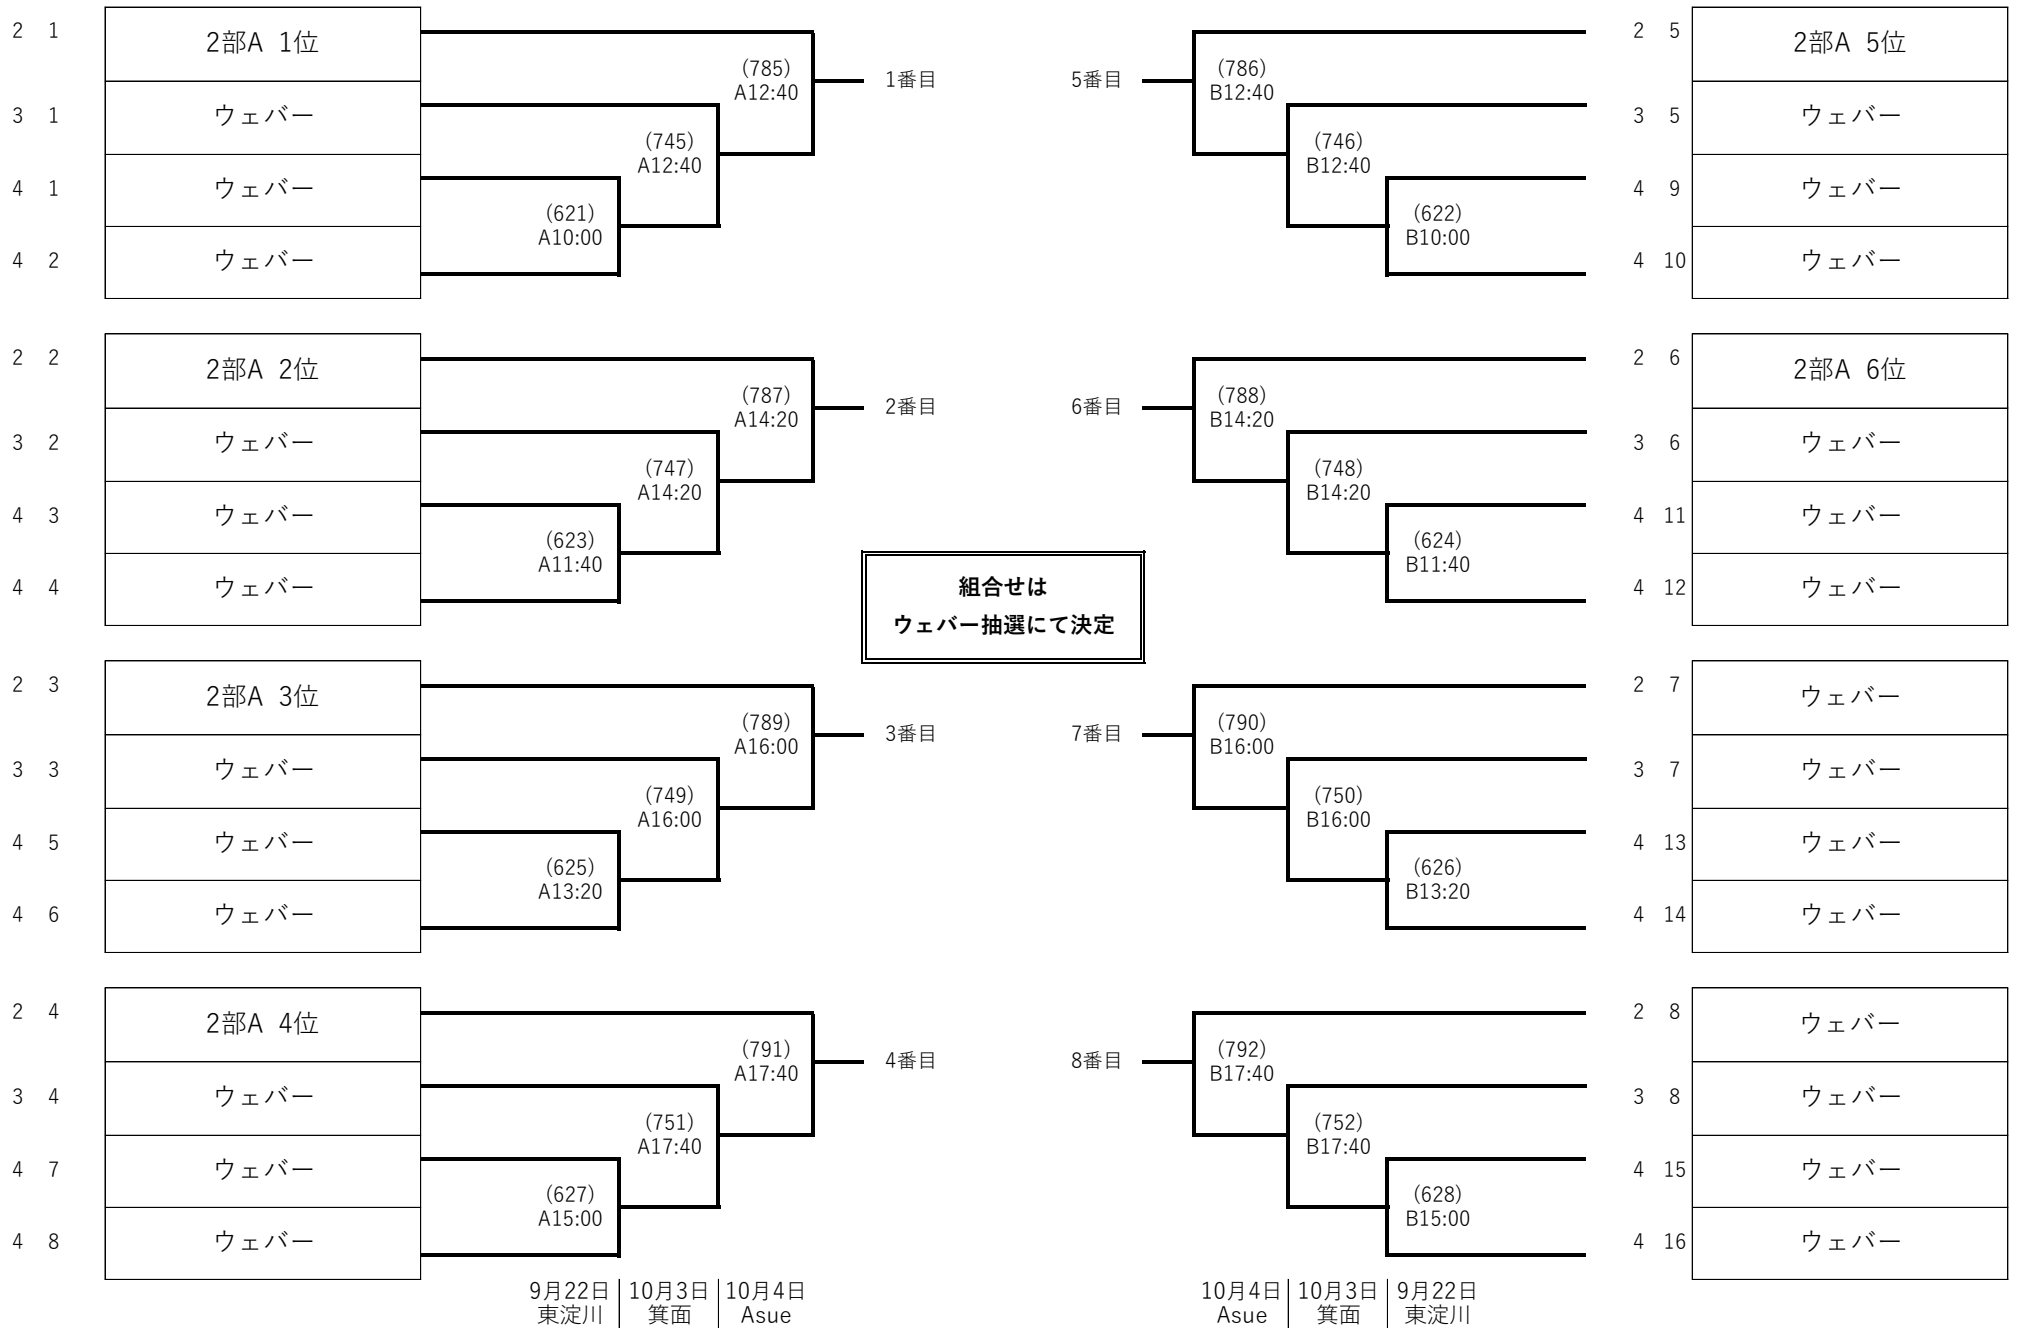 2 1 2部A 1位
3 1 ウェバー
4 1 ウェバー
4 2 ウェバー
(785)
A12:40
(745)
A12:40
(621)
A10:00
1番目
2 2 2部A 2位
3 2 ウェバー
4 3 ウェバー
4 4 ウェバー
(787)
A14:20
(747)
A14:20
(623)
A11:40
2番目
2 3 2部A 3位
3 3 ウェバー
4 5 ウェバー
4 6 ウェバー
(789)
A16:00
(749)
A16:00
(625)
A13:20
3番目
2 4 2部A 4位
3 4 ウェバー
4 7 ウェバー
4 8 ウェバー
(791)
A17:40
(751)
A17:40
(627)
A15:00
4番目
9月22日 10月3日 10月4日
東淀川 箕面 Asue
組合せは
ウェバー抽選にて決定
5番目
(786)
B12:40
(746)
B12:40
(622)
B10:00
2 5 2部A 5位
3 5 ウェバー
4 9 ウェバー
4 10 ウェバー
6番目
(788)
B14:20
(748)
B14:20
(624)
B11:40
2 6 2部A 6位
3 6 ウェバー
4 11 ウェバー
4 12 ウェバー
7番目
(790)
B16:00
(750)
B16:00
(626)
B13:20
2 7 ウェバー
3 7 ウェバー
4 13 ウェバー
4 14 ウェバー
8番目
(792)
B17:40
(752)
B17:40
(628)
B15:00
2 8 ウェバー
3 8 ウェバー
4 15 ウェバー
4 16 ウェバー
10月4日 10月3日 9月22日
Asue 箕面 東淀川